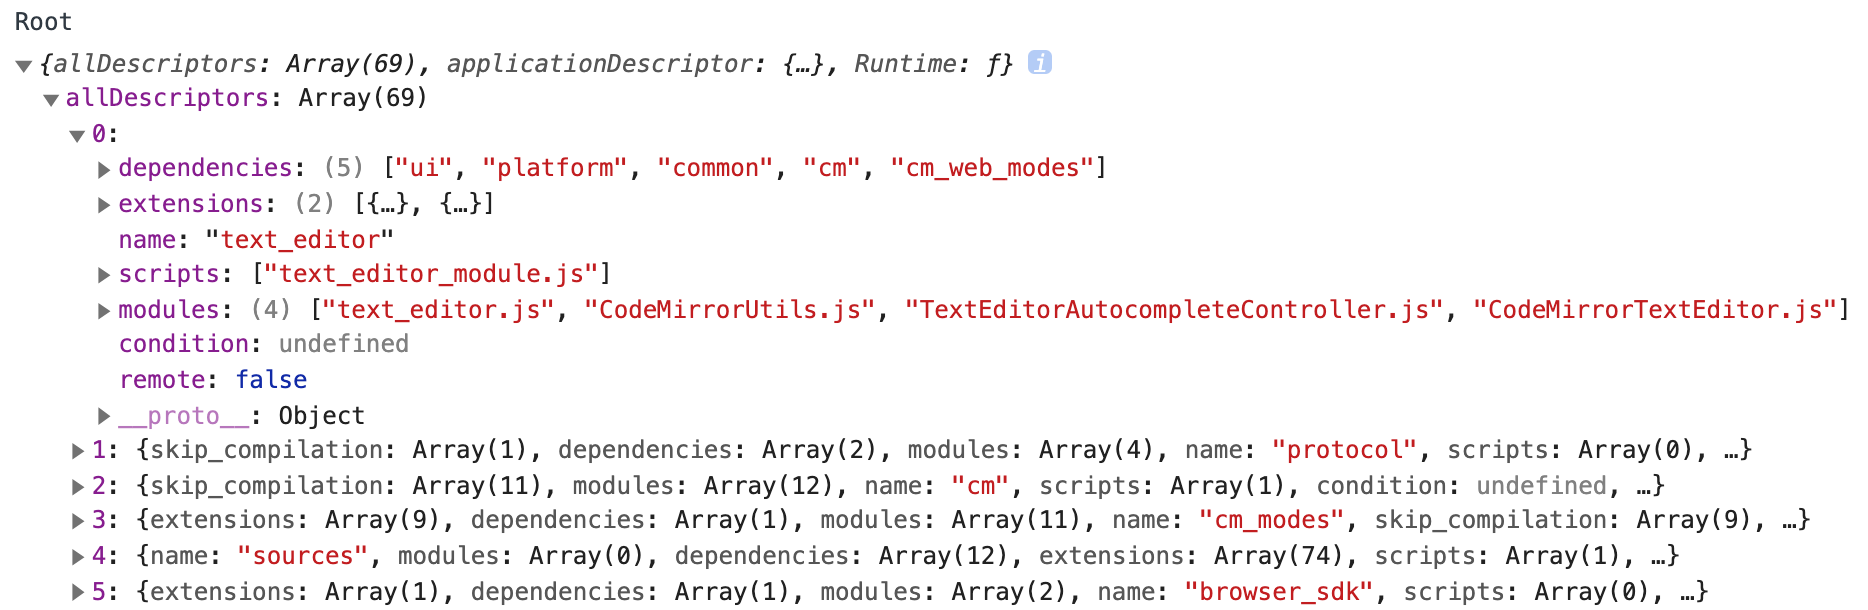 Root
{allDescriptors: Array(69), applicationDescriptor: {…}, Runtime: ƒ} i
allDescriptors: Array(69)
0:
dependencies: (5) ["ui", "platform", "common", "cm", "cm_web_modes"]
extensions: (2) [{…}, {…}]
name: "text_editor"
scripts: ["text_editor_module.js"]
modules: (4) ["text_editor.js", "CodeMirrorUtils.js", "TextEditorAutocompleteController.js", "CodeMirrorTextEditor.js"]
condition: undefined
remote: false
__proto__: Object
1: {skip_compilation: Array(1), dependencies: Array(2), modules: Array(4), name: "protocol", scripts: Array(0), …}
2: {skip_compilation: Array(11), modules: Array(12), name: "cm", scripts: Array(1), condition: undefined, …}
3: {extensions: Array(9), dependencies: Array(1), modules: Array(11), name: "cm_modes", skip_compilation: Array(9), …}
4: {name: "sources", modules: Array(0), dependencies: Array(12), extensions: Array(74), scripts: Array(1), …}
5: {extensions: Array(1), dependencies: Array(1), modules: Array(2), name: "browser_sdk", scripts: Array(0), …}